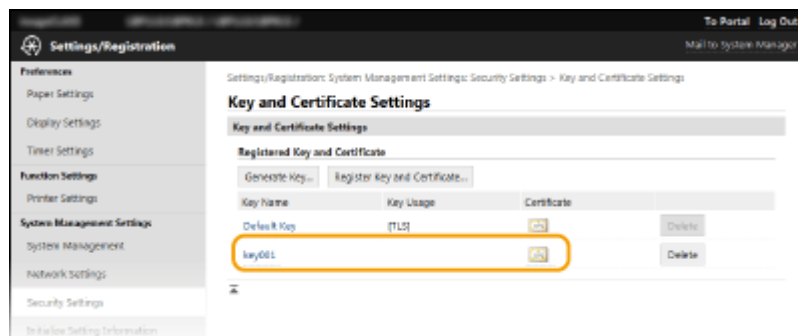 To Portal Log Out
Settings/Registration
Mail to System Manager
Preferences
Paper Settings
Display Settings
Timer Settings
Function Settings
Printer Settings
System Management Settings
System Management
Network Settings
Security Settings
Initialize Setting Information
Settings/Registration: System Management Settings: Security Settings > Key and Certificate Settings
Key and Certificate Settings
Key and Certificate Settings
Registered Key and Certificate
Generate Key... Register Key and Certificate...
Key Name Key Usage Certificate
Default Key [TLS] Delete
key001 Delete